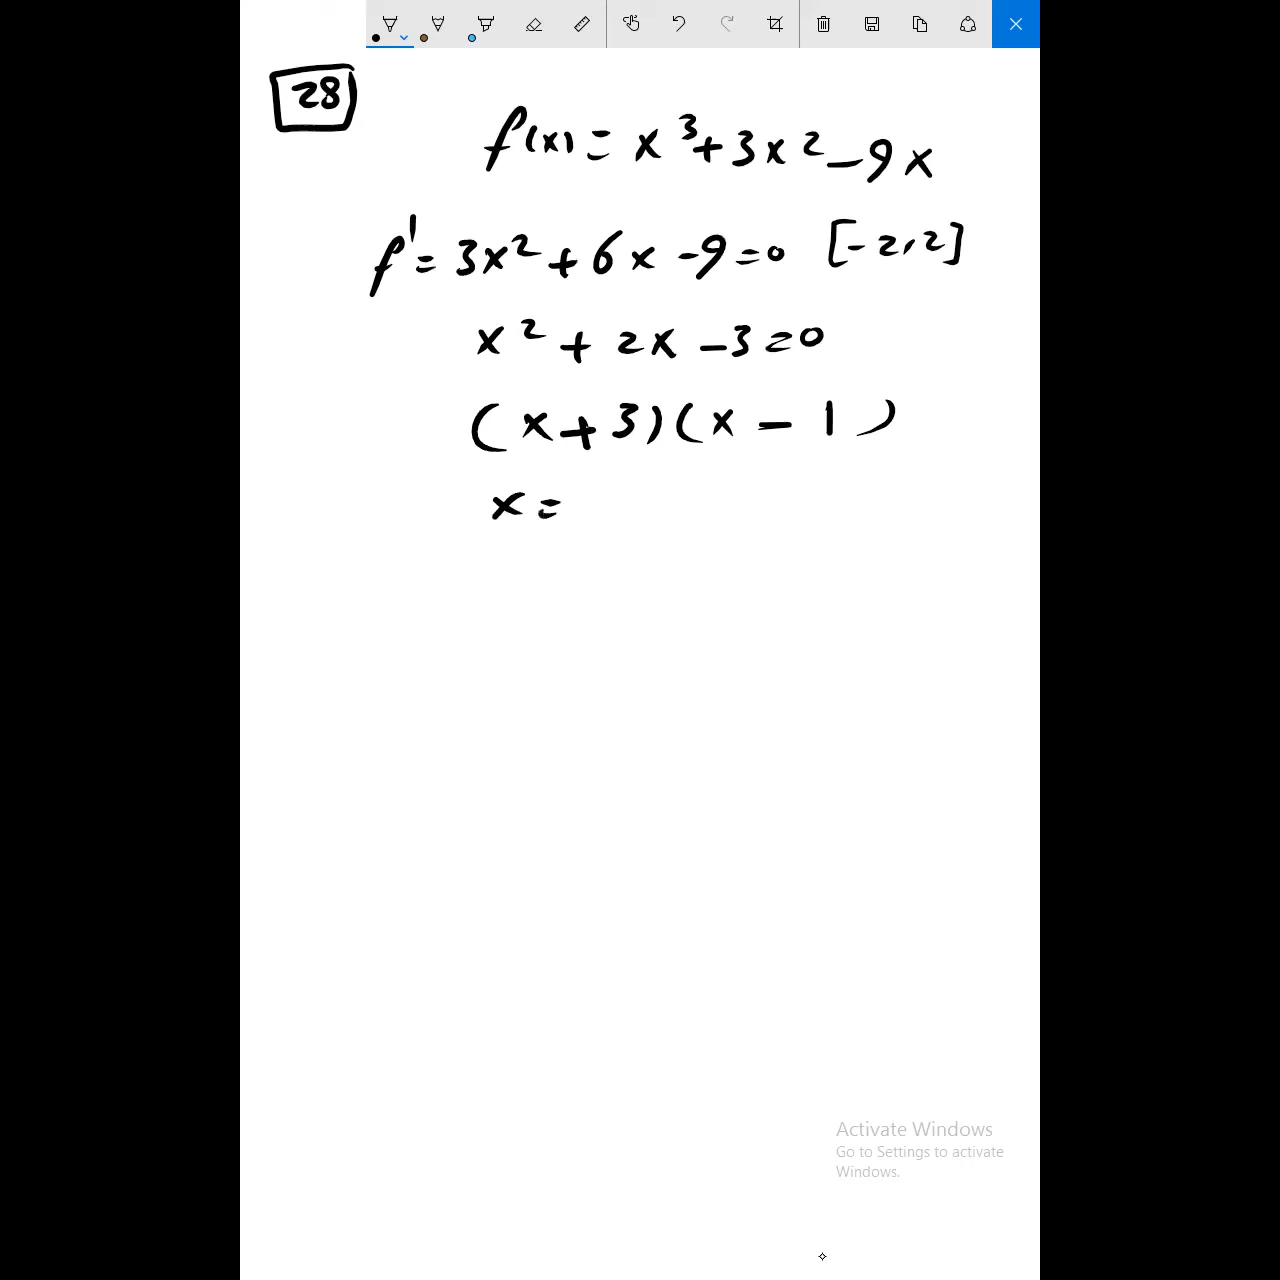 28
f(x) = x³ + 3x² - 9x
f' = 3x² + 6x - 9 = 0 [-2,2]
x² + 2x - 3 = 0
(x + 3)(x - 1)
x =
Activate Windows
Go to Settings to activate
Windows.